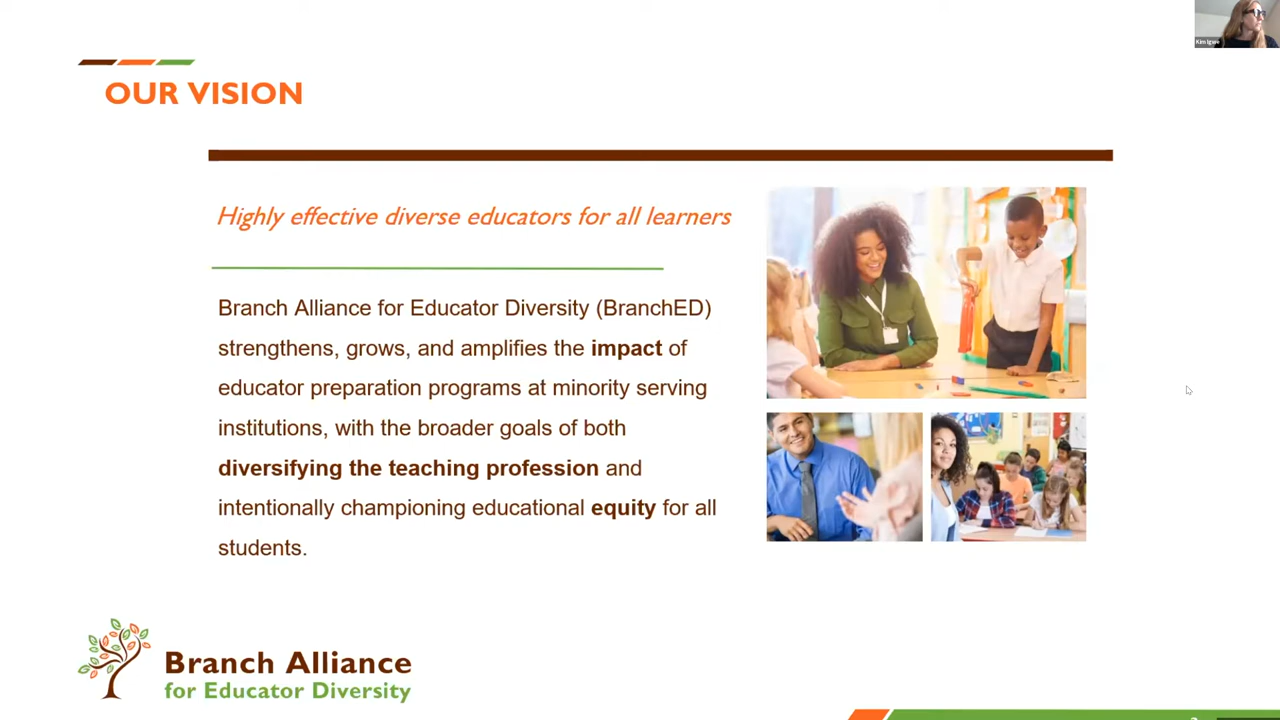 Kim Igwe
OUR VISION
Highly effective diverse educators for all learners
Branch Alliance for Educator Diversity (BranchED)
strengthens, grows, and amplifies the impact of
educator preparation programs at minority serving
institutions, with the broader goals of both
diversifying the teaching profession and
intentionally championing educational equity for all
students.
Branch Alliance
for Educator Diversity